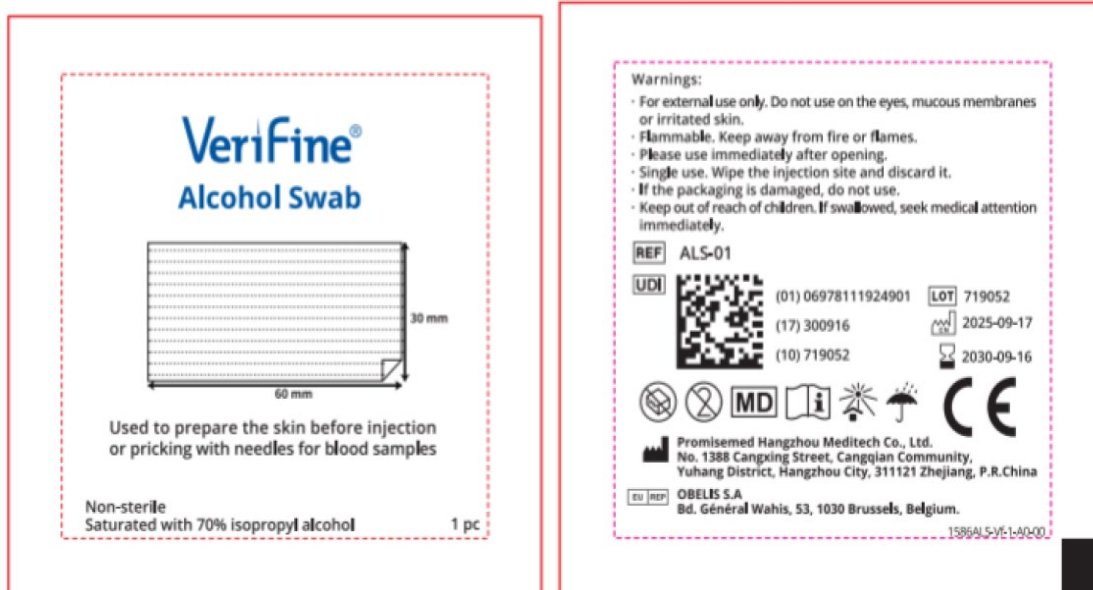 VeriFine®
Alcohol Swab
30 mm
60 mm
Used to prepare the skin before injection
or pricking with needles for blood samples
Non-sterile
Saturated with 70% isopropyl alcohol
1 pc
Warnings:
· For external use only. Do not use on the eyes, mucous membranes
or irritated skin.
· Flammable. Keep away from fire or flames.
· Please use immediately after opening.
· Single use. Wipe the injection site and discard it.
· If the packaging is damaged, do not use.
· Keep out of reach of children. If swallowed, seek medical attention
immediately.
REF ALS-01
UDI
(01) 06978111924901
LOT 719052
(17) 300916
CN 2025-09-17
(10) 719052
2030-09-16
2 MD i CE
Promisemed Hangzhou Meditech Co., Ltd.
No. 1388 Cangxing Street, Cangqian Community,
Yuhang District, Hangzhou City, 311121 Zhejiang, P.R.China
EU REP OBELIS S.A
Bd. Général Wahis, 53, 1030 Brussels, Belgium.
1586ALS-Vf-1-A0-00